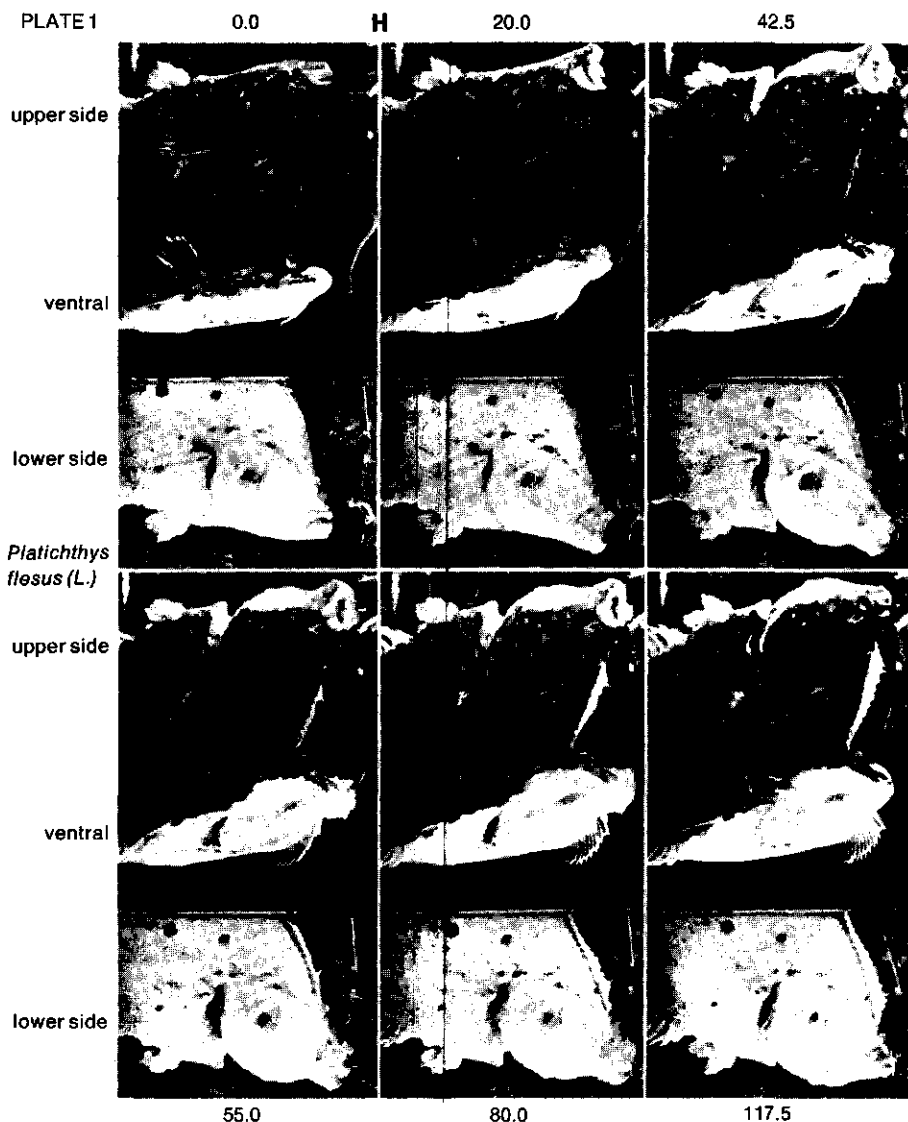 PLATE 1 0.0 H 20.0 42.5
upper side
ventral
lower side
Platichthys
flesus (L.)
upper side
ventral
lower side
55.0 80.0 117.5